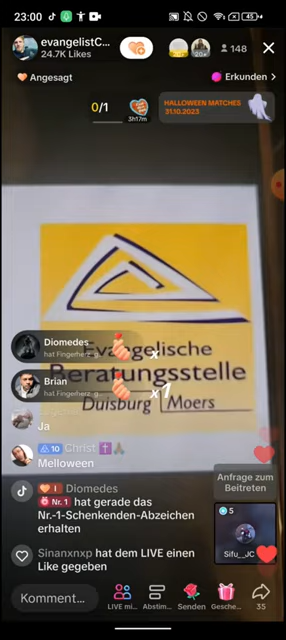 23:00
45
evangelistC...
24.7K Likes
20+
148
Angesagt
Erkunden
0/1
3h17m
HALLOWEEN MATCHES
31.10.2023
Evangelische
Beratungsstelle
Duisburg Moers
Diomedes
hat Fingerherz g
x
Brian
hat Fingerherz g
x1
Ja
10 Christ
Melloween
Anfrage zum
Beitreten
I Diomedes
Nr. 1 hat gerade das
Nr.-1-Schenkenden-Abzeichen
erhalten
5
Sifu__JC
Sinanxnxp hat dem LIVE einen
Like gegeben
Komment...
LIVE mi...
Abstim...
Senden
Gesche...
35